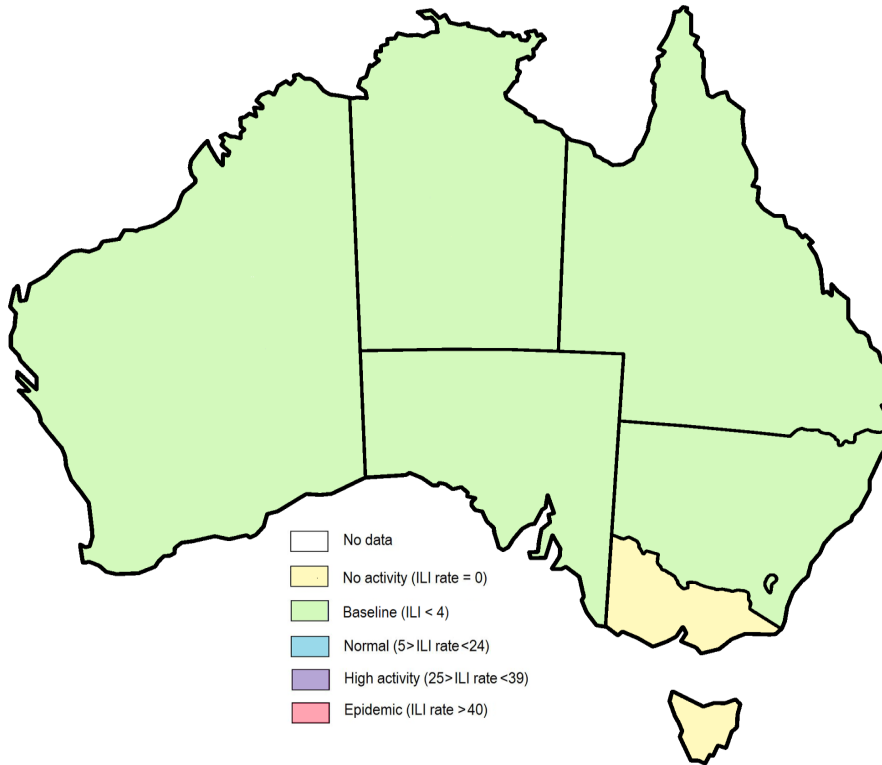 No data
No activity (ILI rate = 0)
Baseline (ILI < 4)
Normal (5> ILI rate <24)
High activity (25> ILI rate <39)
Epidemic (ILI rate >40)